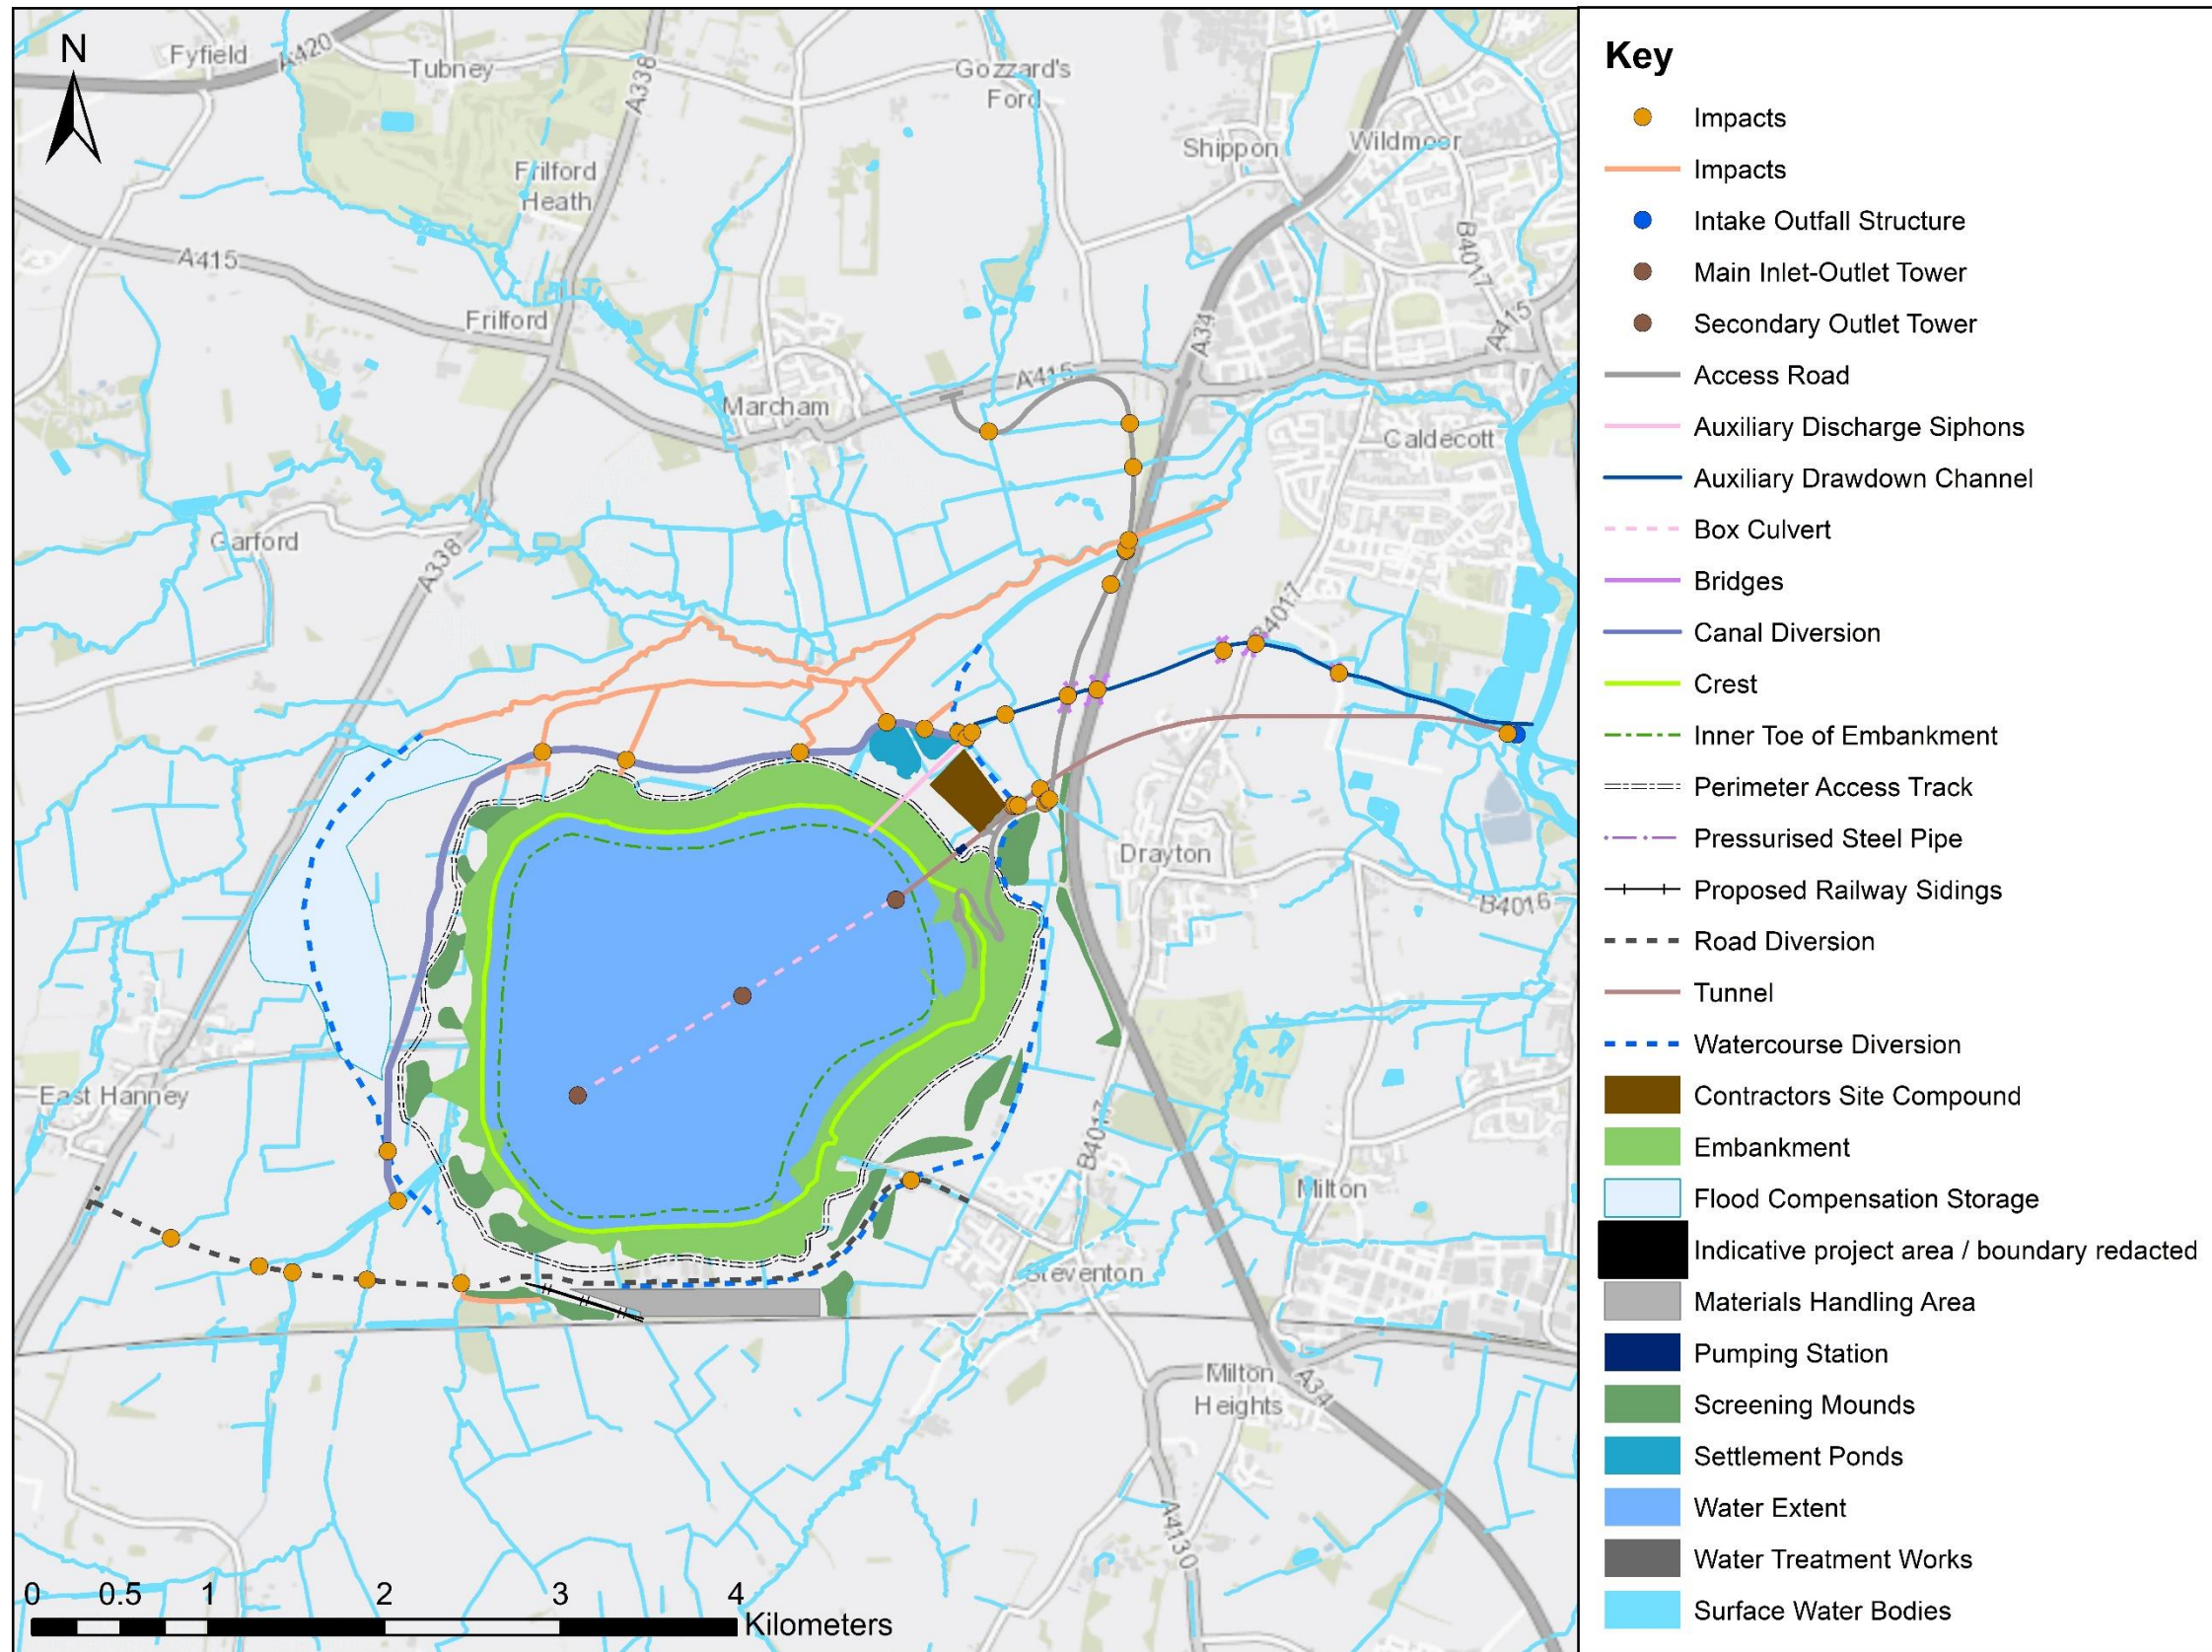 N
Fyfield
A420
Tubney
A338
Gozzard's
Ford
Shippon
Wildmoor
Frilford
Heath
B4017
A415
Frilford
A34
A415
A415
Marcham
Caldecott
Garford
A338
B4017
Drayton
B4016
East Hanney
B4017
Milton
Steventon
Milton
Heights
A34
A4130
0 0.5 1 2 3 4
Kilometers
Key
Impacts
Impacts
Intake Outfall Structure
Main Inlet-Outlet Tower
Secondary Outlet Tower
Access Road
Auxiliary Discharge Siphons
Auxiliary Drawdown Channel
Box Culvert
Bridges
Canal Diversion
Crest
Inner Toe of Embankment
Perimeter Access Track
Pressurised Steel Pipe
Proposed Railway Sidings
Road Diversion
Tunnel
Watercourse Diversion
Contractors Site Compound
Embankment
Flood Compensation Storage
Indicative project area / boundary redacted
Materials Handling Area
Pumping Station
Screening Mounds
Settlement Ponds
Water Extent
Water Treatment Works
Surface Water Bodies